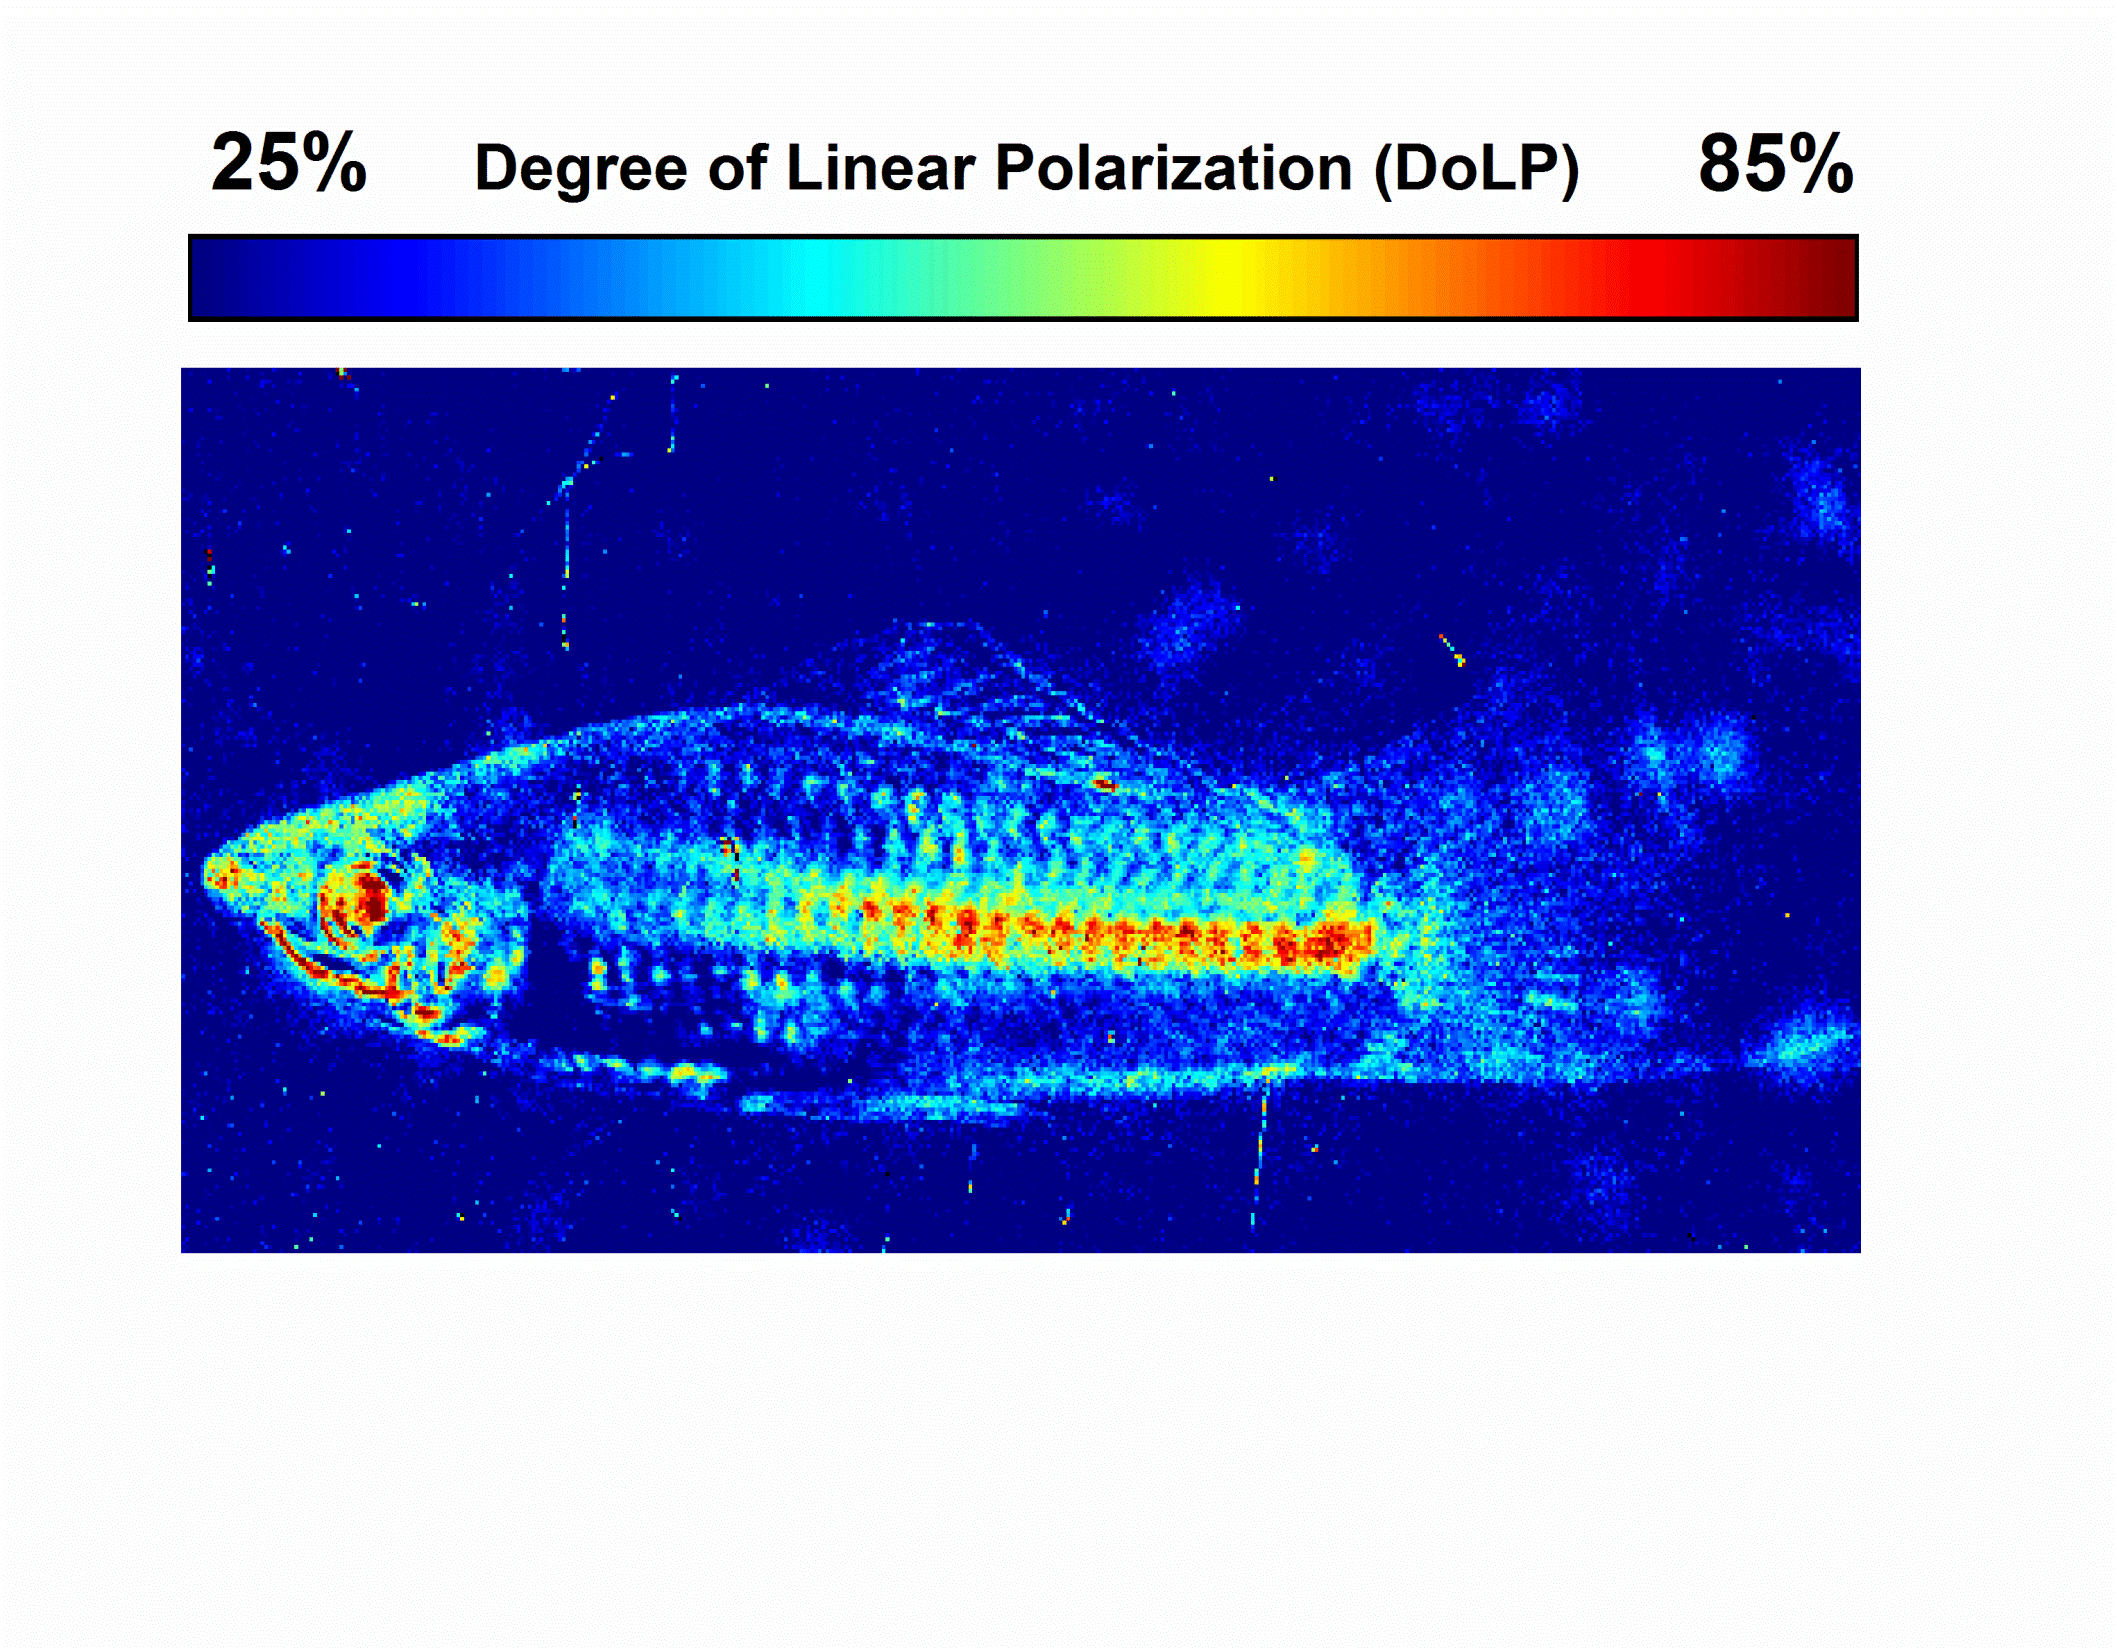 25% Degree of Linear Polarization (DoLP) 85%